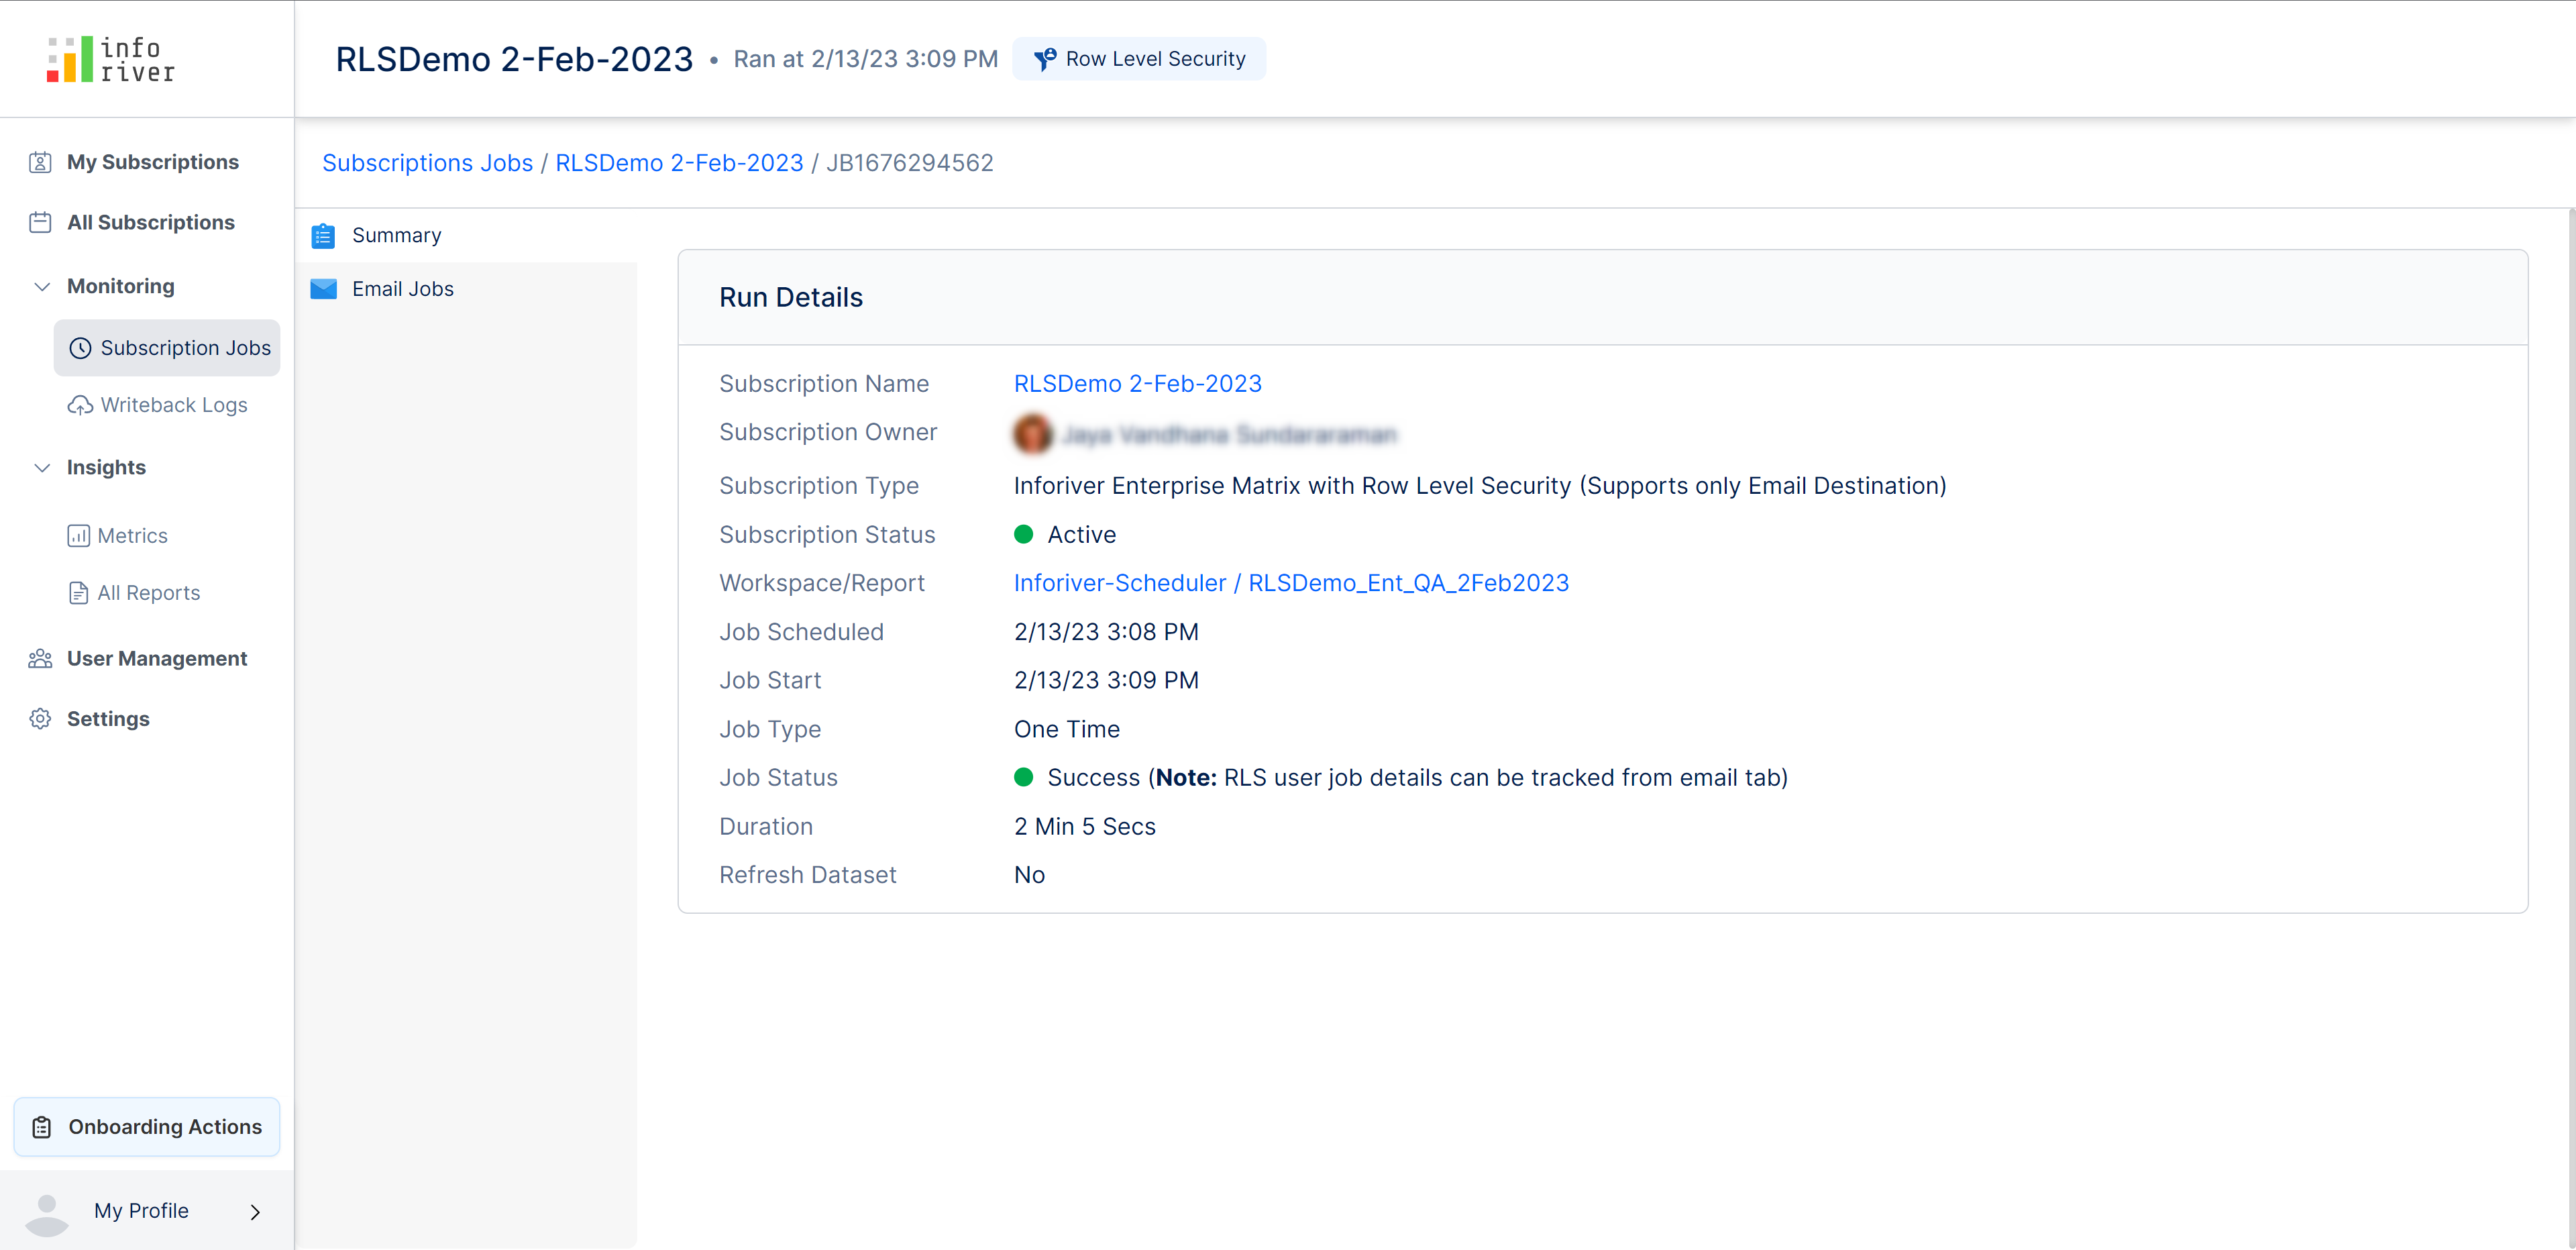 info
river
RLSDemo 2-Feb-2023 • Ran at 2/13/23 3:09 PM Row Level Security
My Subscriptions
All Subscriptions
Monitoring
Subscription Jobs
Writeback Logs
Insights
Metrics
All Reports
User Management
Settings
Onboarding Actions
My Profile
Subscriptions Jobs / RLSDemo 2-Feb-2023 / JB1676294562
Summary
Email Jobs
Run Details
Subscription Name RLSDemo 2-Feb-2023
Subscription Owner
Subscription Type Inforiver Enterprise Matrix with Row Level Security (Supports only Email Destination)
Subscription Status Active
Workspace/Report Inforiver-Scheduler / RLSDemo_Ent_QA_2Feb2023
Job Scheduled 2/13/23 3:08 PM
Job Start 2/13/23 3:09 PM
Job Type One Time
Job Status Success (Note: RLS user job details can be tracked from email tab)
Duration 2 Min 5 Secs
Refresh Dataset No